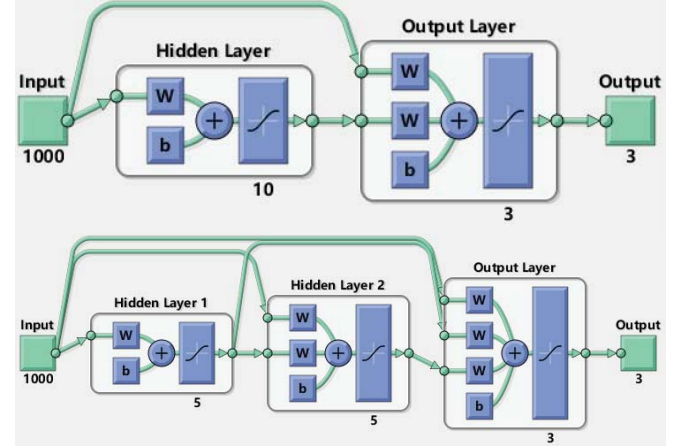 Output Layer
Hidden Layer
Input
Output
W
W
W
b
b
1000
3
10
3
Output Layer
Hidden Layer 2
Hidden Layer 1
Input
Output
W
W
W
W
W
W
b
b
b
1000
3
5
5
3